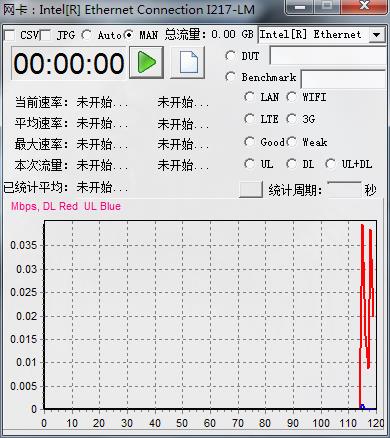 网卡：Intel[R] Ethernet Connection I217-LM
CSV JPG Auto MAN 总流量: 0.00 GB Intel[R] Ethernet
00:00:00
DUT
Benchmark
当前速率: 未开始... 未开始...
LAN WIFI
平均速率: 未开始... 未开始...
LTE 3G
最大速率: 未开始... 未开始...
Good Weak
本次流量: 未开始... 未开始...
UL DL UL+DL
已统计平均: 未开始...
统计周期: 秒
Mbps, DL Red UL Blue
0.035
0.03
0.025
0.02
0.015
0.01
0.005
0
0 10 20 30 40 50 60 70 80 90 100 110 120